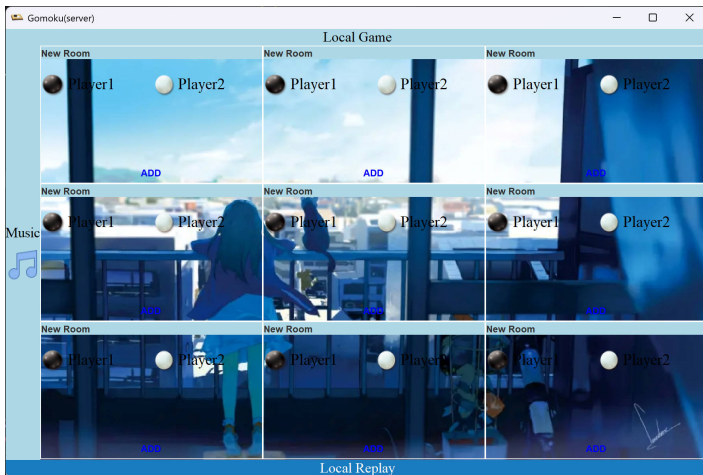 Gomoku(server)
Local Game
New Room New Room New Room
Player1 Player2 Player1 Player2 Player1 Player2
ADD ADD ADD
New Room New Room New Room
Player1 Player2 Player1 Player2 Player1 Player2
Music
ADD ADD ADD
New Room New Room New Room
Player1 Player2 Player1 Player2 Player1 Player2
ADD ADD ADD
Local Replay